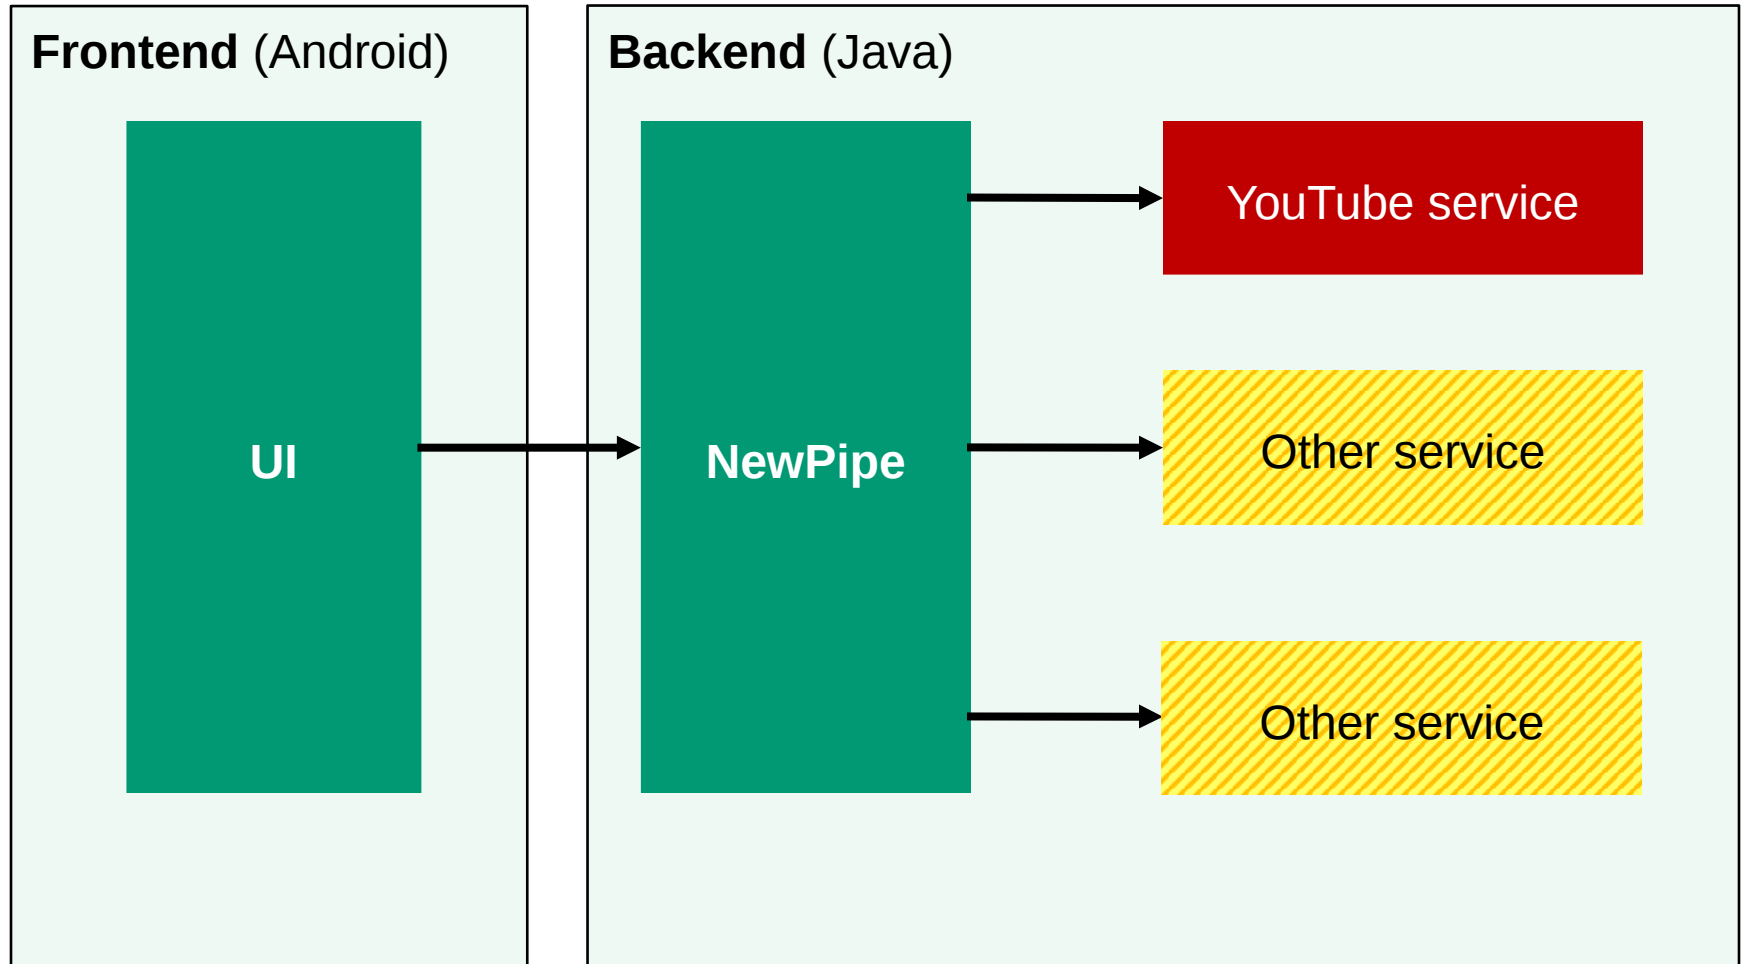 Frontend (Android)
Backend (Java)
UI
NewPipe
YouTube service
Other service
Other service